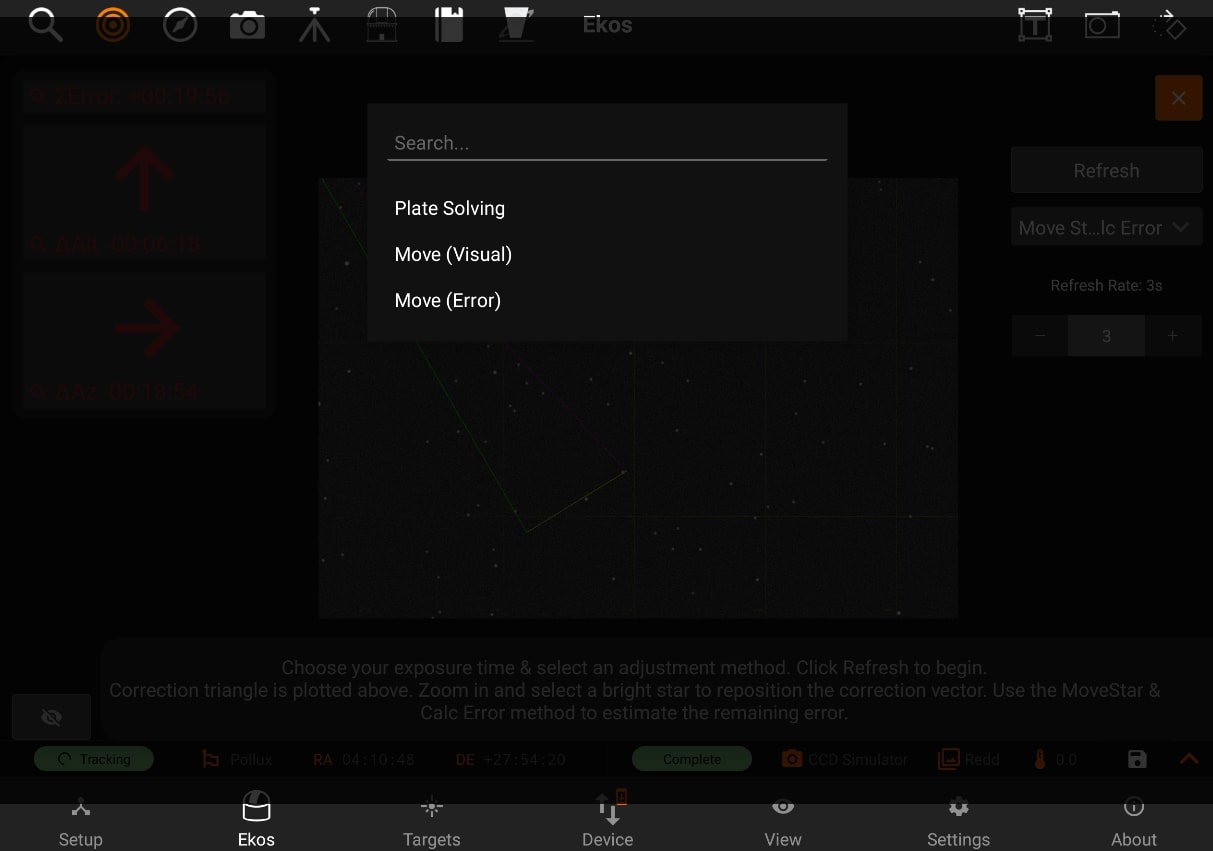 Ekos
ΣError: +00:19:56
ΔAlt -00:06:18
ΔAz -00:18:54
Search...
Plate Solving
Move (Visual)
Move (Error)
Refresh
Move St...lc Error
Refresh Rate: 3s
− 3 +
Choose your exposure time & select an adjustment method. Click Refresh to begin.
Correction triangle is plotted above. Zoom in and select a bright star to reposition the correction vector. Use the MoveStar &
Calc Error method to estimate the remaining error.
Tracking Pollux RA 04:10:48 DE +27:54:20 Complete CCD Simulator Redd 0.0
Setup Ekos Targets Device View Settings About